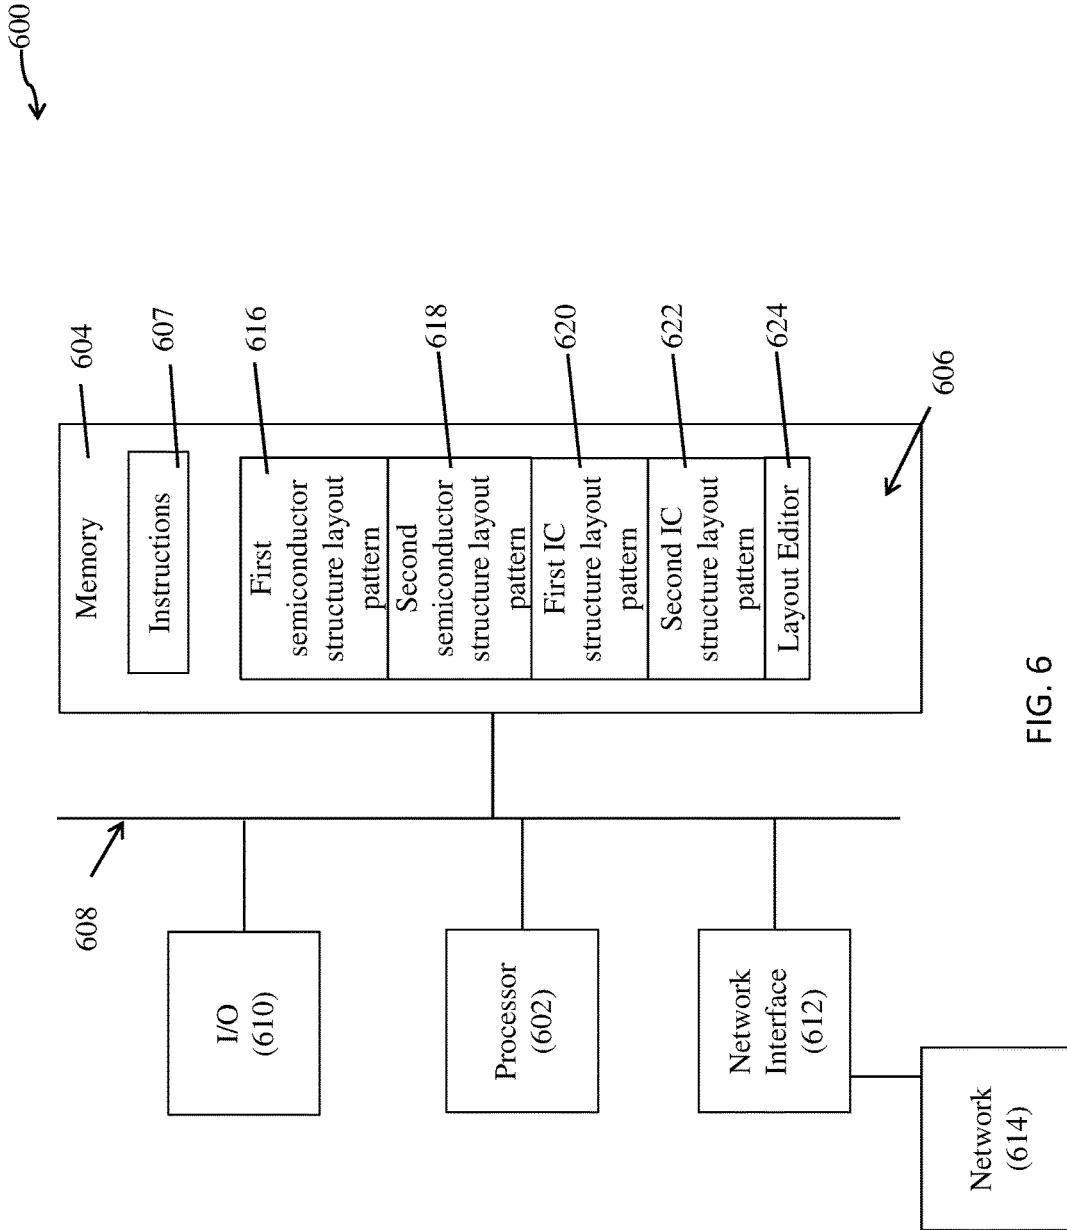 600
Memory
604
Instructions
607
First
semiconductor
structure layout
pattern
616
Second
semiconductor
structure layout
pattern
618
First IC
structure layout
pattern
620
Second IC
structure layout
pattern
622
Layout Editor
624
606
608
I/O
(610)
Processor
(602)
Network
Interface
(612)
Network
(614)
FIG. 6